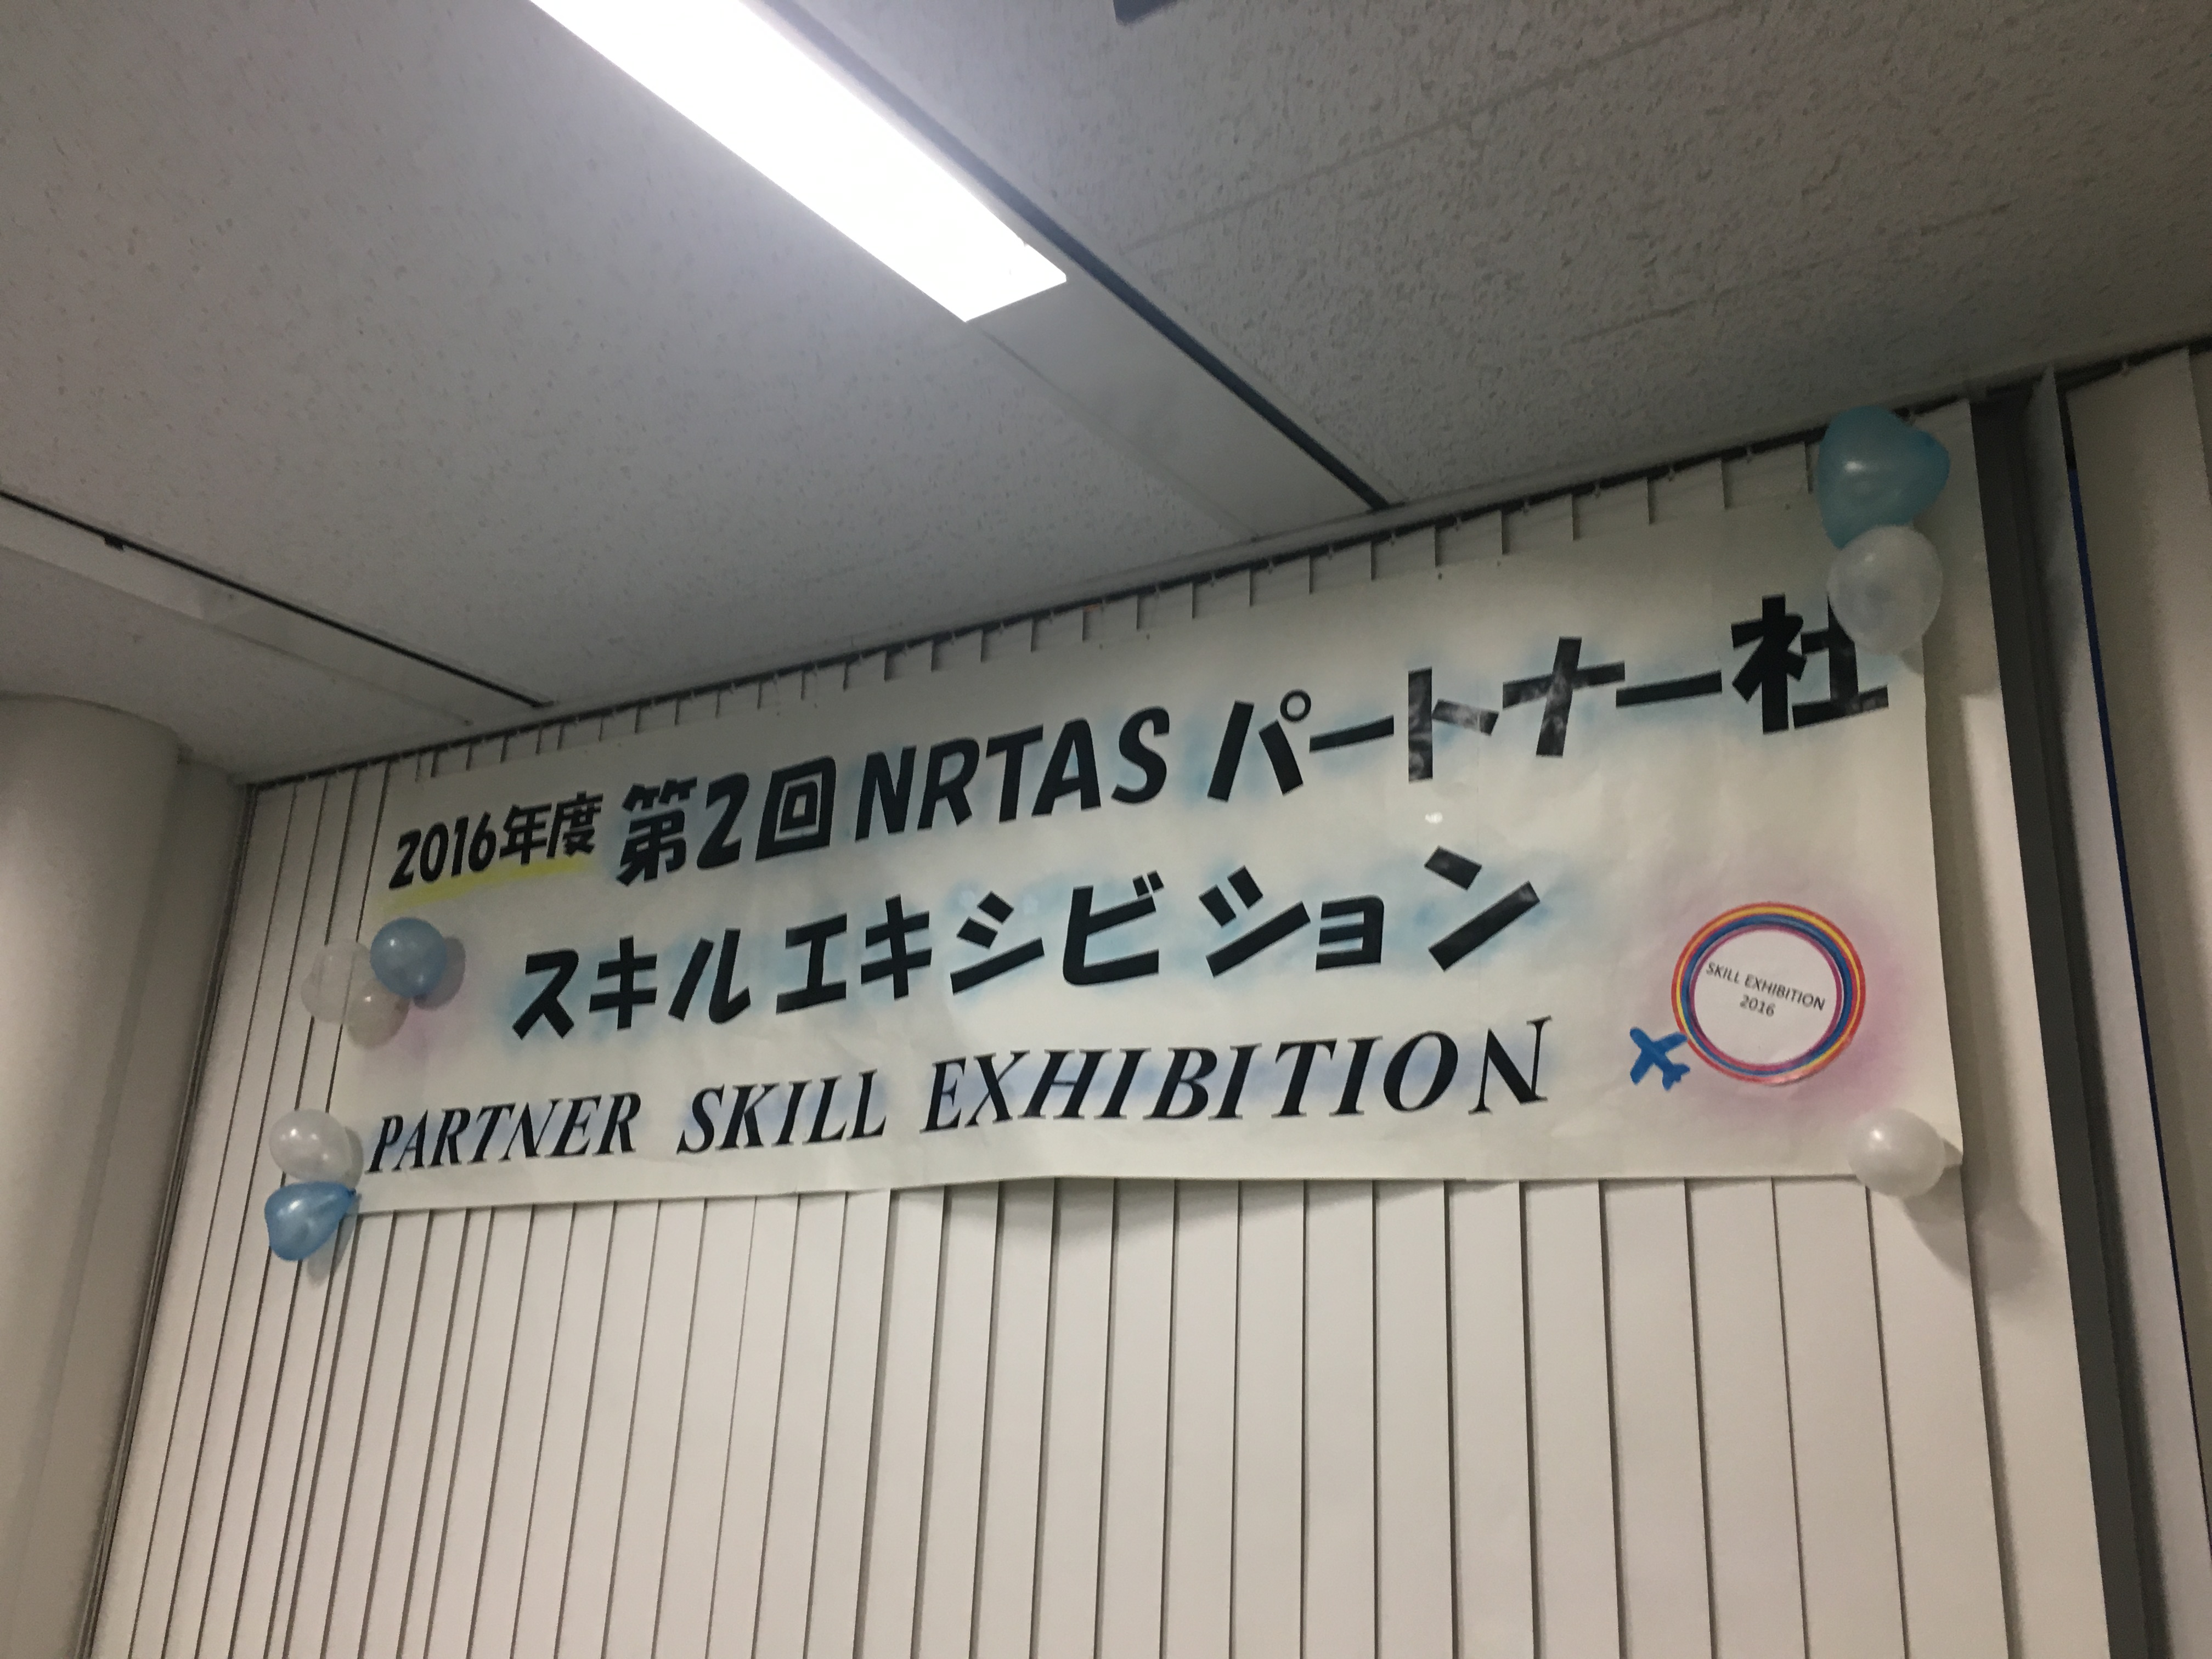 2016年度 第2回 NRTAS パートナー社
スキルエキシビション
PARTNER SKILL EXHIBITION
SKILL EXHIBITION
2016